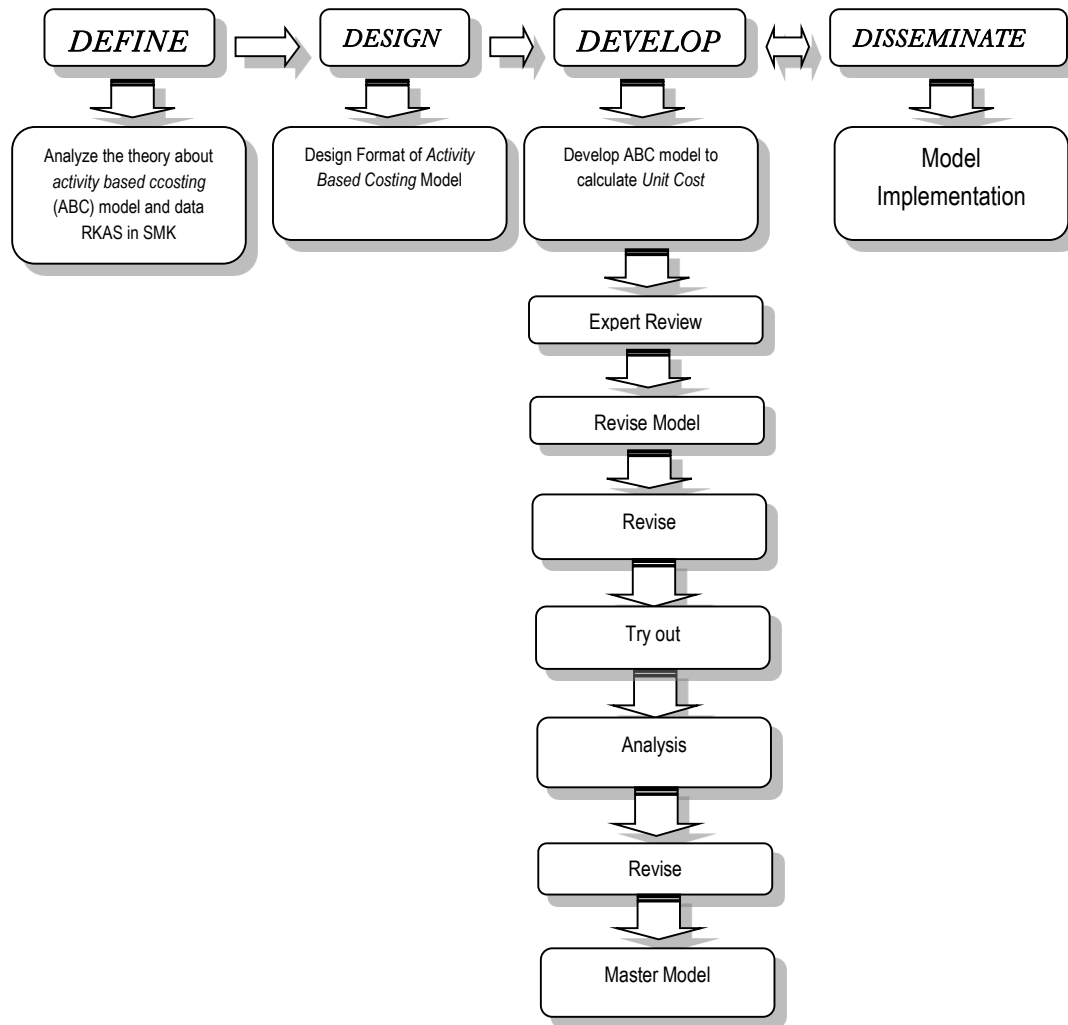 DEFINE
DESIGN
DEVELOP
DISSEMINATE
Analyze the theory about
activity based ccosting
(ABC) model and data
RKAS in SMK
Design Format of Activity
Based Costing Model
Develop ABC model to
calculate Unit Cost
Model
Implementation
Expert Review
Revise Model
Revise
Try out
Analysis
Revise
Master Model